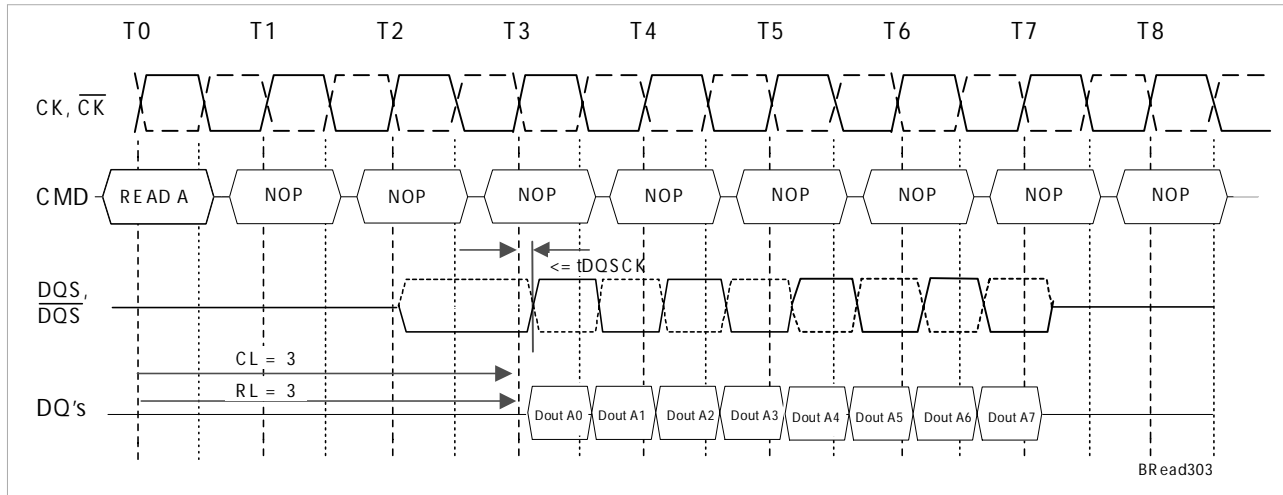 T0 T1 T2 T3 T4 T5 T6 T7 T8
CK, CK
CMD READ A NOP NOP NOP NOP NOP NOP NOP NOP
<= tDQSCK
DQS,
DQS
CL = 3
RL = 3
DQ's Dout A0 Dout A1 Dout A2 Dout A3 Dout A4 Dout A5 Dout A6 Dout A7
BRead303